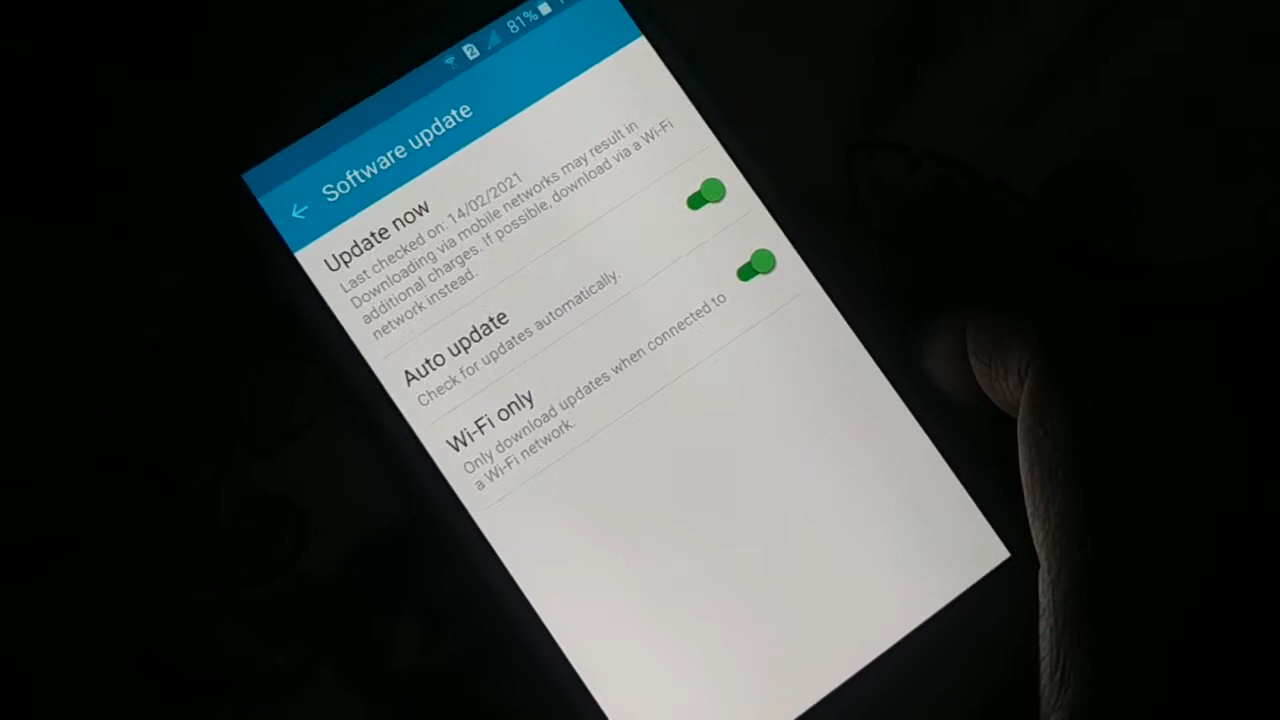 81%
Software update
Update now
Last checked on: 14/02/2021
Downloading via mobile networks may result in
additional charges. If possible, download via a Wi-Fi
network instead.
Auto update
Check for updates automatically.
Wi-Fi only
Only download updates when connected to
a Wi-Fi network.